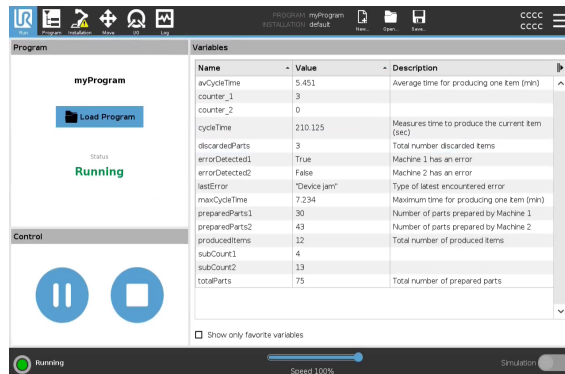 UR
PROGRAM myProgram
INSTALLATION default
CCCC
CCCC
Run Program Installation Move I/O Log
New... Open... Save...
Program
Variables
myProgram
Load Program
Status
Running
Control
Name Value Description
avCycleTime 5.451 Average time for producing one item (min)
counter_1 3
counter_2 0
cycleTime 210.125 Measures time to produce the current item
(sec)
discardedParts 3 Total number discarded items
errorDetected1 True Machine 1 has an error
errorDetected2 False Machine 2 has an error
lastError "Device jam" Type of latest encountered error
maxCycleTime 7.234 Maximum time for producing one item (min)
preparedParts1 30 Number of parts prepared by Machine 1
preparedParts2 43 Number of parts prepared by Machine 2
producedItems 12 Total number of produced items
subCount1 4
subCount2 13
totalParts 75 Total number of prepared parts
Show only favorite variables
Running
Speed 100%
Simulation